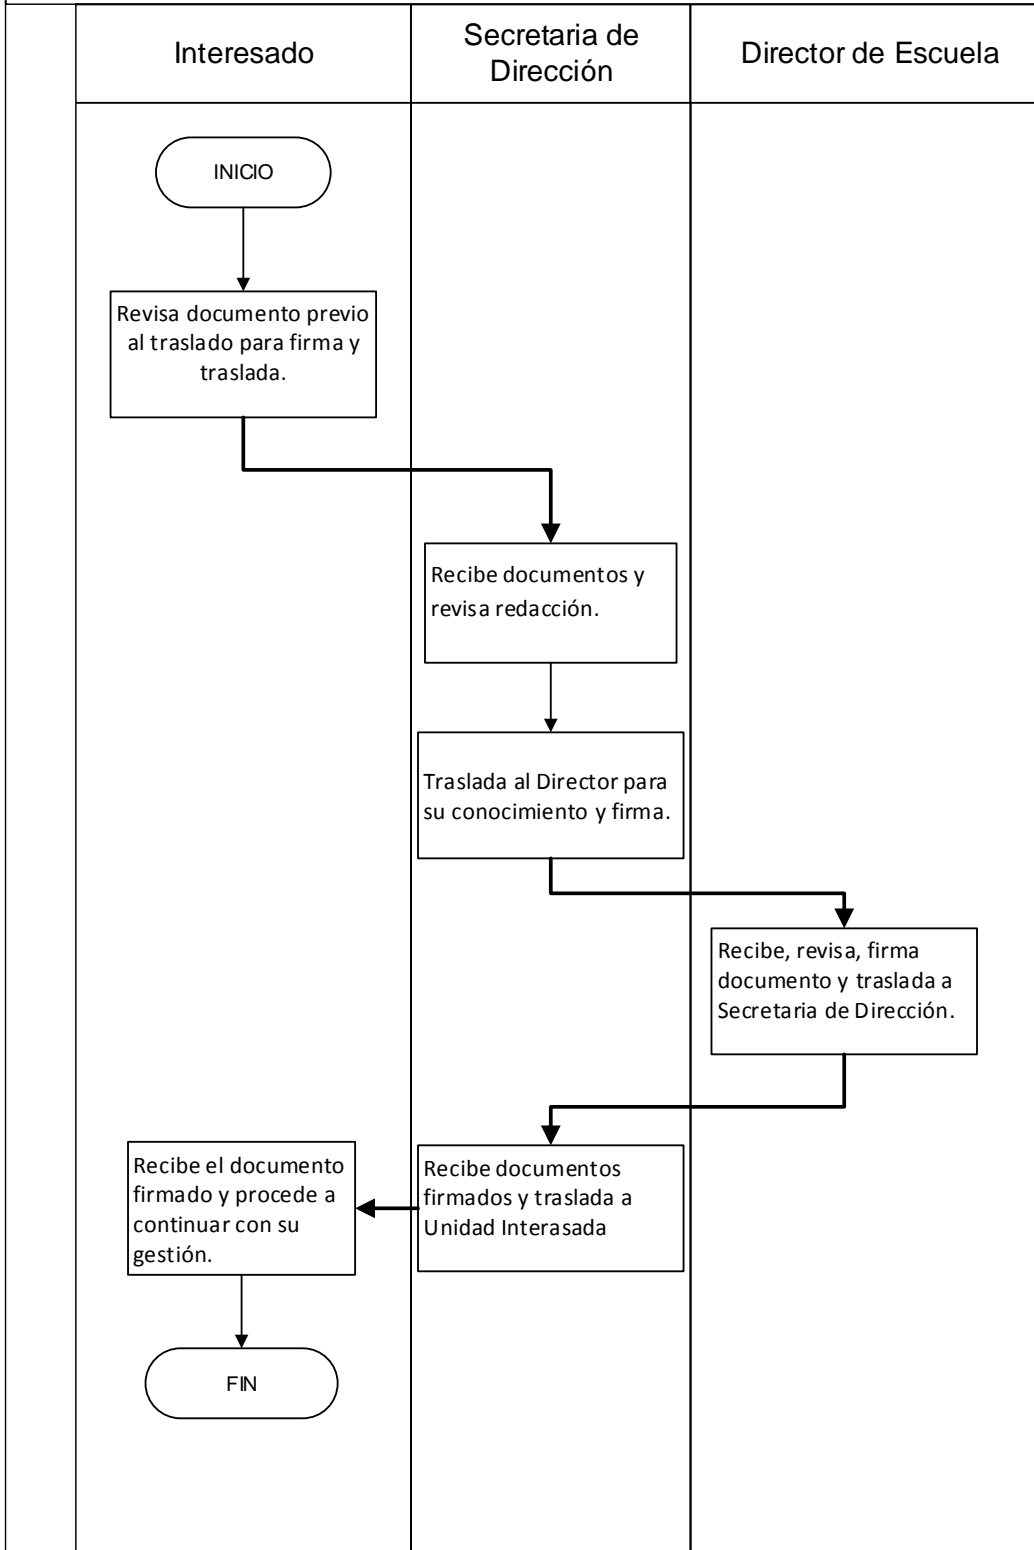 Interesado
Secretaria de
Dirección
Director de Escuela
INICIO
Revisa documento previo
al traslado para firma y
traslada.
Recibe documentos y
revisa redacción.
Traslada al Director para
su conocimiento y firma.
Recibe, revisa, firma
documento y traslada a
Secretaria de Dirección.
Recibe documentos
firmados y traslada a
Unidad Interasada
Recibe el documento
firmado y procede a
continuar con su
gestión.
FIN